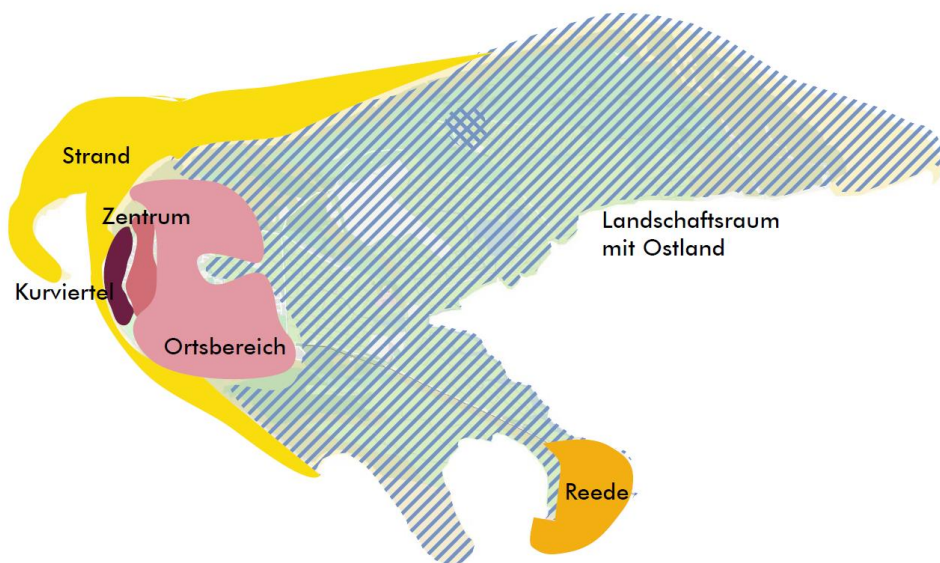 Strand
Zentrum
Landschaftsraum
mit Ostland
Kurviertel
Ortsbereich
Reede